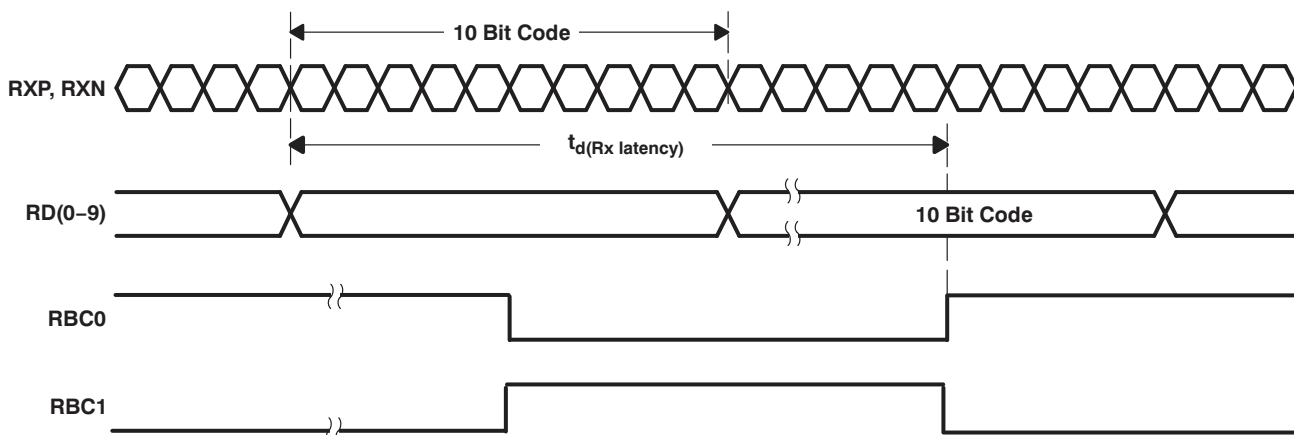 10 Bit Code
RXP, RXN
td(Rx latency)
RD(0−9)
10 Bit Code
RBC0
RBC1